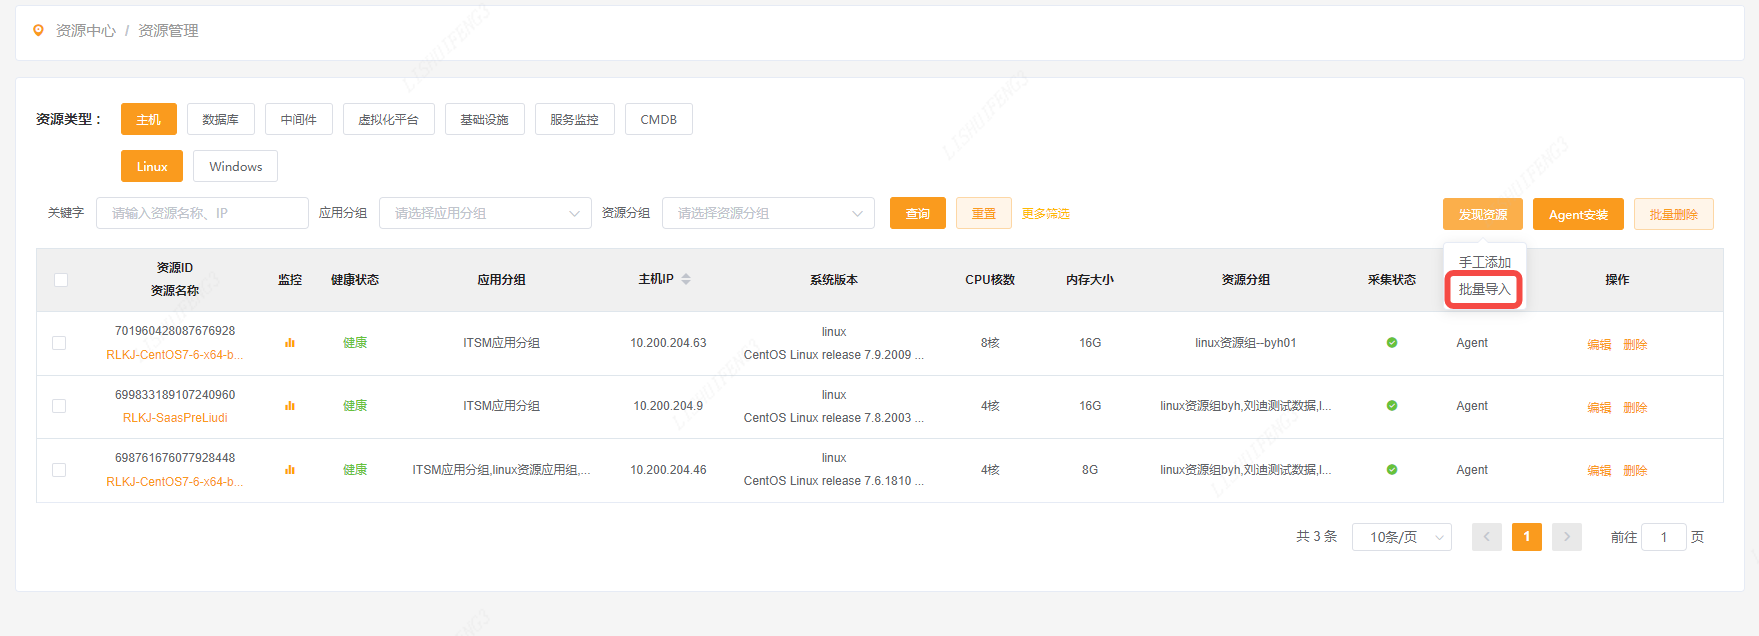 资源中心 / 资源管理
资源类型：
主机
数据库
中间件
虚拟化平台
基础设施
服务监控
CMDB
Linux
Windows
关键字
请输入资源名称、IP
应用分组
请选择应用分组
资源分组
请选择资源分组
查询
重置
更多筛选
发现资源
Agent安装
批量删除
手工添加
批量导入
资源ID
资源名称
监控
健康状态
应用分组
主机IP
系统版本
CPU核数
内存大小
资源分组
采集状态
操作
701960428087676928
RLKJ-CentOS7-6-x64-b...
健康
ITSM应用分组
10.200.204.63
linux
CentOS Linux release 7.9.2009 ...
8核
16G
linux资源组--byh01
Agent
编辑 删除
699833189107240960
RLKJ-SaasPreLiudi
健康
ITSM应用分组
10.200.204.9
linux
CentOS Linux release 7.8.2003 ...
4核
16G
linux资源组byh,刘迪测试数据,l...
Agent
编辑 删除
698761676077928448
RLKJ-CentOS7-6-x64-b...
健康
ITSM应用分组,linux资源应用组,...
10.200.204.46
linux
CentOS Linux release 7.6.1810 ...
4核
8G
linux资源组byh,刘迪测试数据,l...
Agent
编辑 删除
共 3 条
10条/页
1
前往 1 页
LISHUIFENG3
LISHUIFENG3
LISHUIFENG3